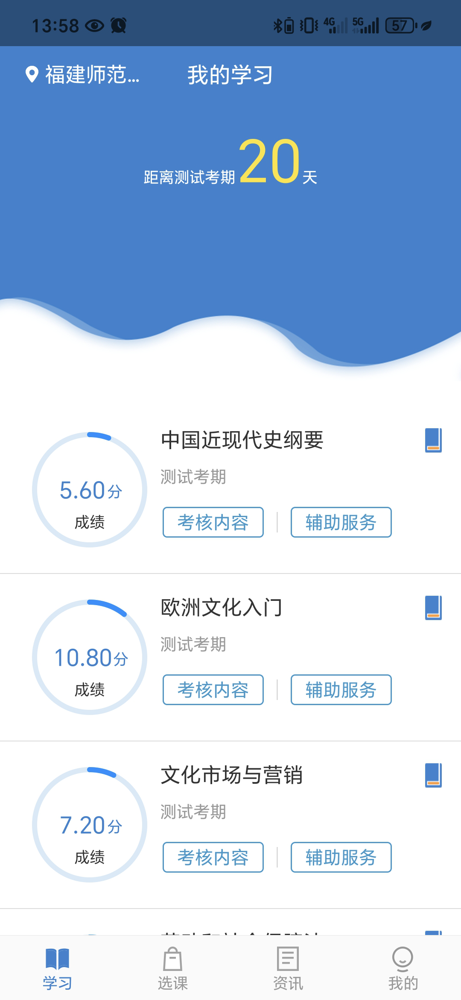 13:58
4G 5G 57
福建师范... 我的学习
距离测试考期 20 天
中国近现代史纲要
测试考期
5.60分
成绩
考核内容 辅助服务
欧洲文化入门
测试考期
10.80分
成绩
考核内容 辅助服务
文化市场与营销
测试考期
7.20分
成绩
考核内容 辅助服务
学习 选课 资讯 我的